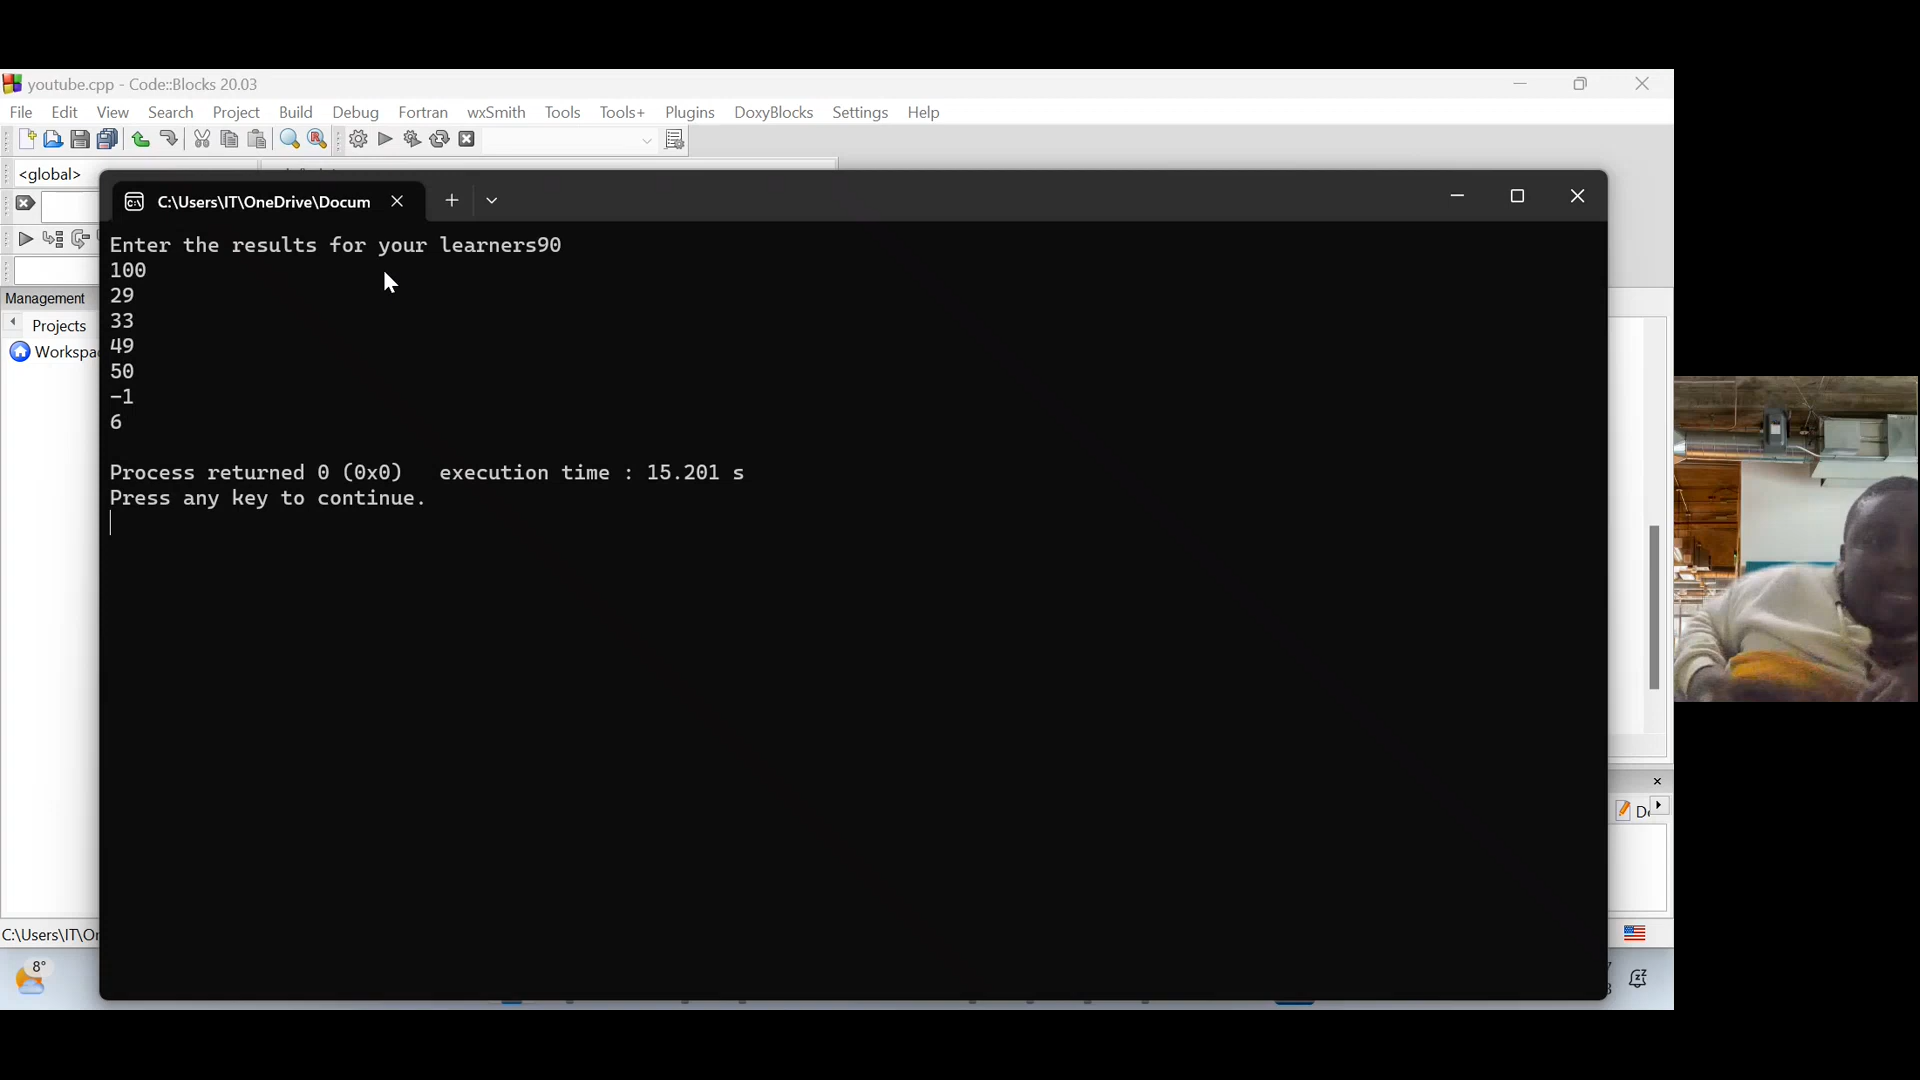 youtube.cpp - Code::Blocks 20.03
File Edit View Search Project Build Debug Fortran wxSmith Tools Tools+ Plugins DoxyBlocks Settings Help
<global>
C:\Users\IT\OneDrive\Docum
Enter the results for your learners90
100
29
33
49
50
-1
6
Process returned 0 (0x0) execution time : 15.201 s
Press any key to continue.
Management
Projects
Workspa
C:\Users\IT\On
8°